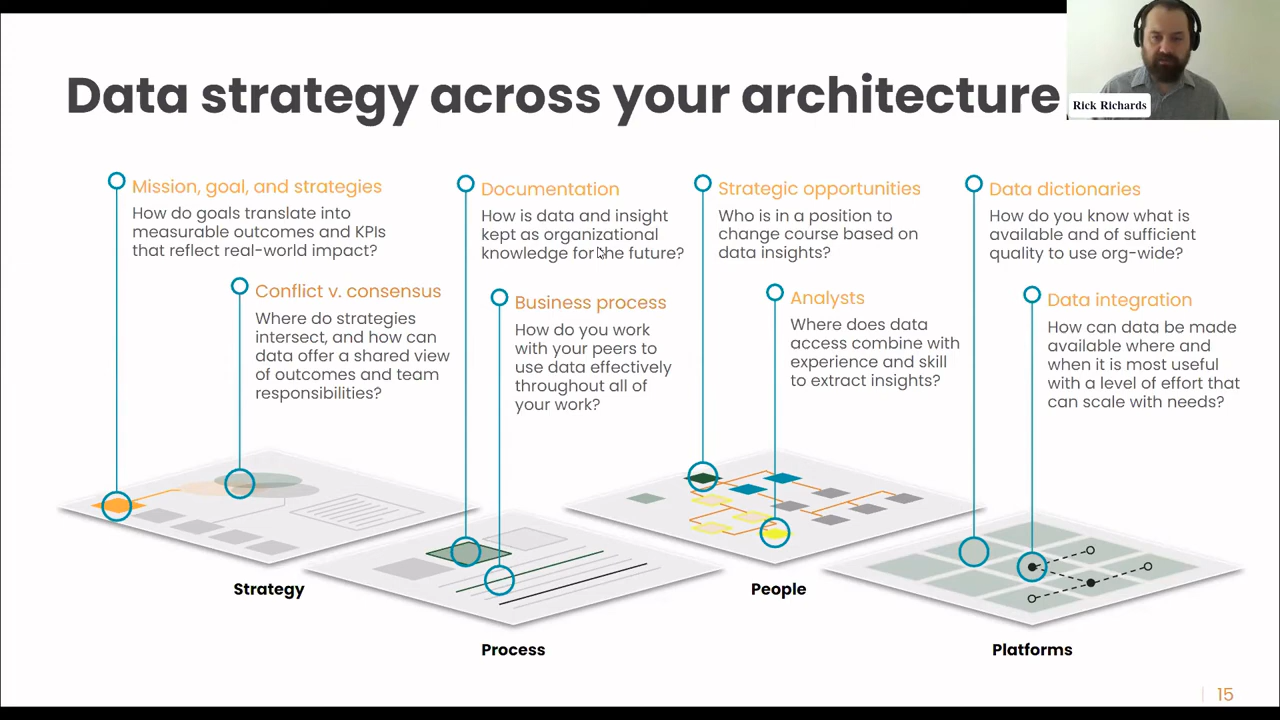 Data strategy across your architecture
Rick Richards
Mission, goal, and strategies
How do goals translate into
measurable outcomes and KPIs
that reflect real-world impact?
Conflict v. consensus
Where do strategies
intersect, and how can
data offer a shared view
of outcomes and team
responsibilities?
Documentation
How is data and insight
kept as organizational
knowledge for the future?
Business process
How do you work
with your peers to
use data effectively
throughout all of
your work?
Strategic opportunities
Who is in a position to
change course based on
data insights?
Analysts
Where does data
access combine with
experience and skill
to extract insights?
Data dictionaries
How do you know what is
available and of sufficient
quality to use org-wide?
Data integration
How can data be made
available where and
when it is most useful
with a level of effort that
can scale with needs?
Strategy
Process
People
Platforms
15